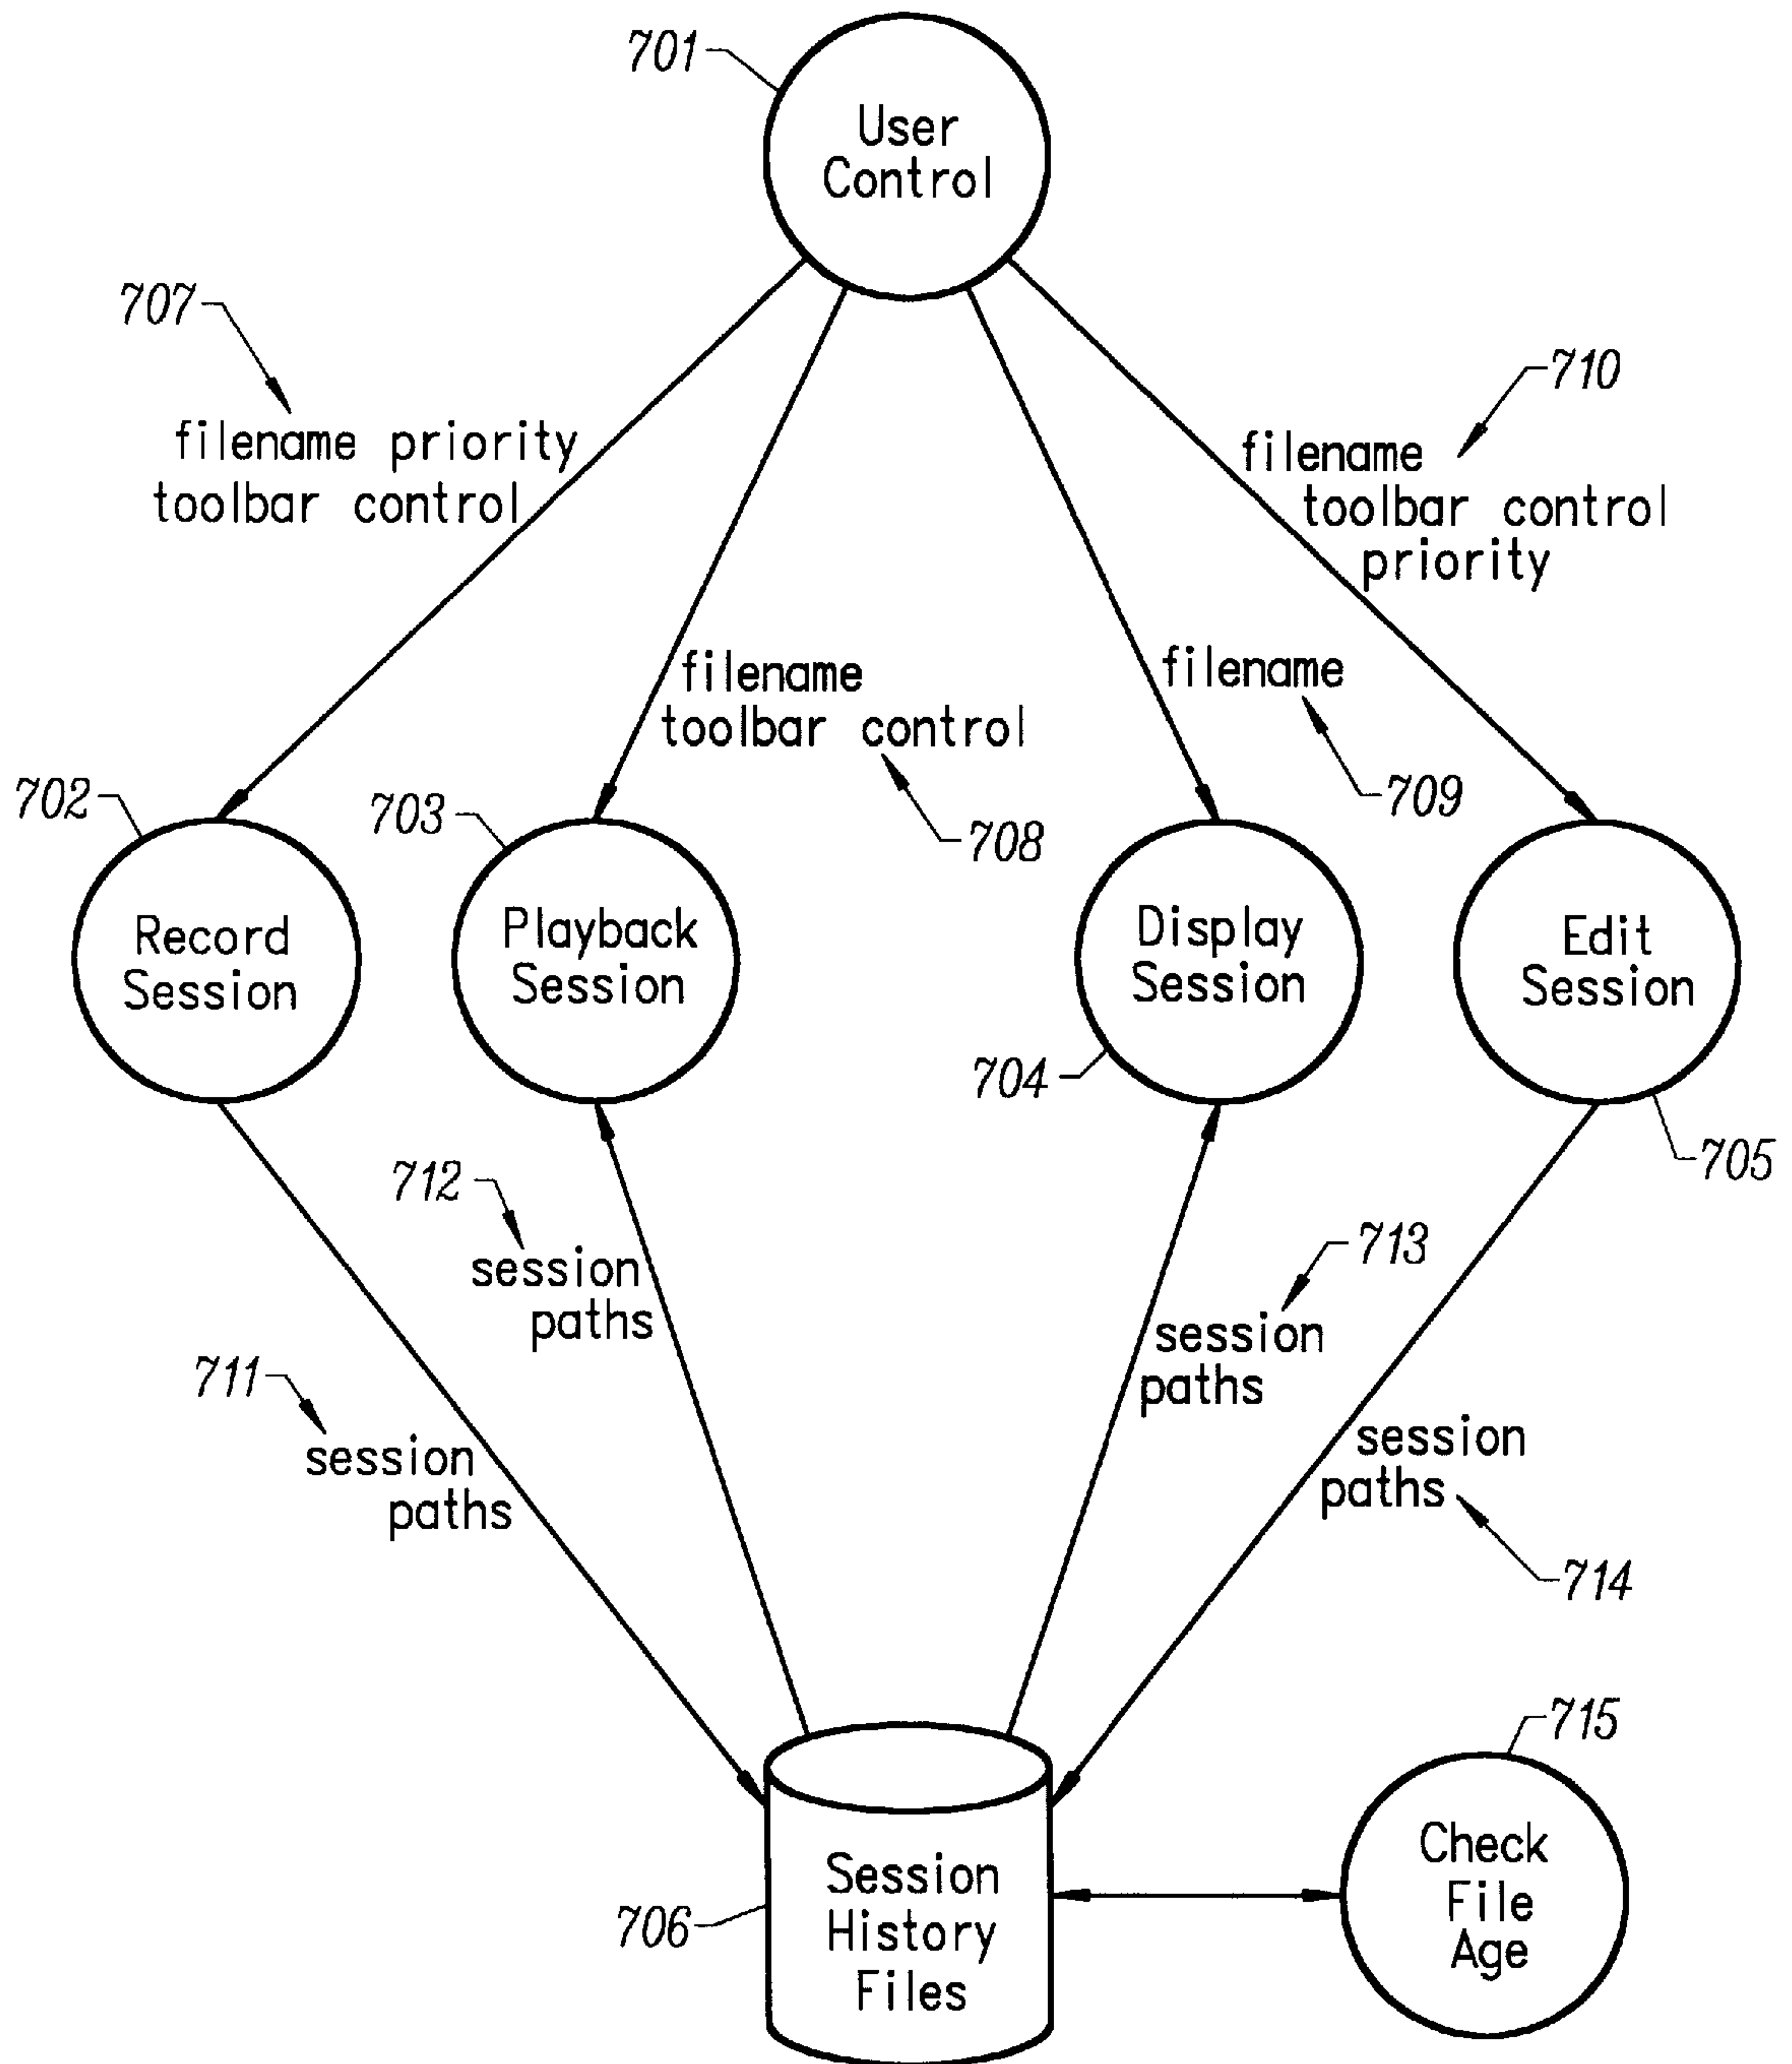 701
User
Control
707
filename priority
toolbar control
710
filename
toolbar control
priority
filename
toolbar control
708
filename
709
702
Record
Session
703
Playback
Session
Display
Session
704
Edit
Session
705
712
session
paths
713
session
paths
711
session
paths
session
paths
714
706
Session
History
Files
715
Check
File
Age